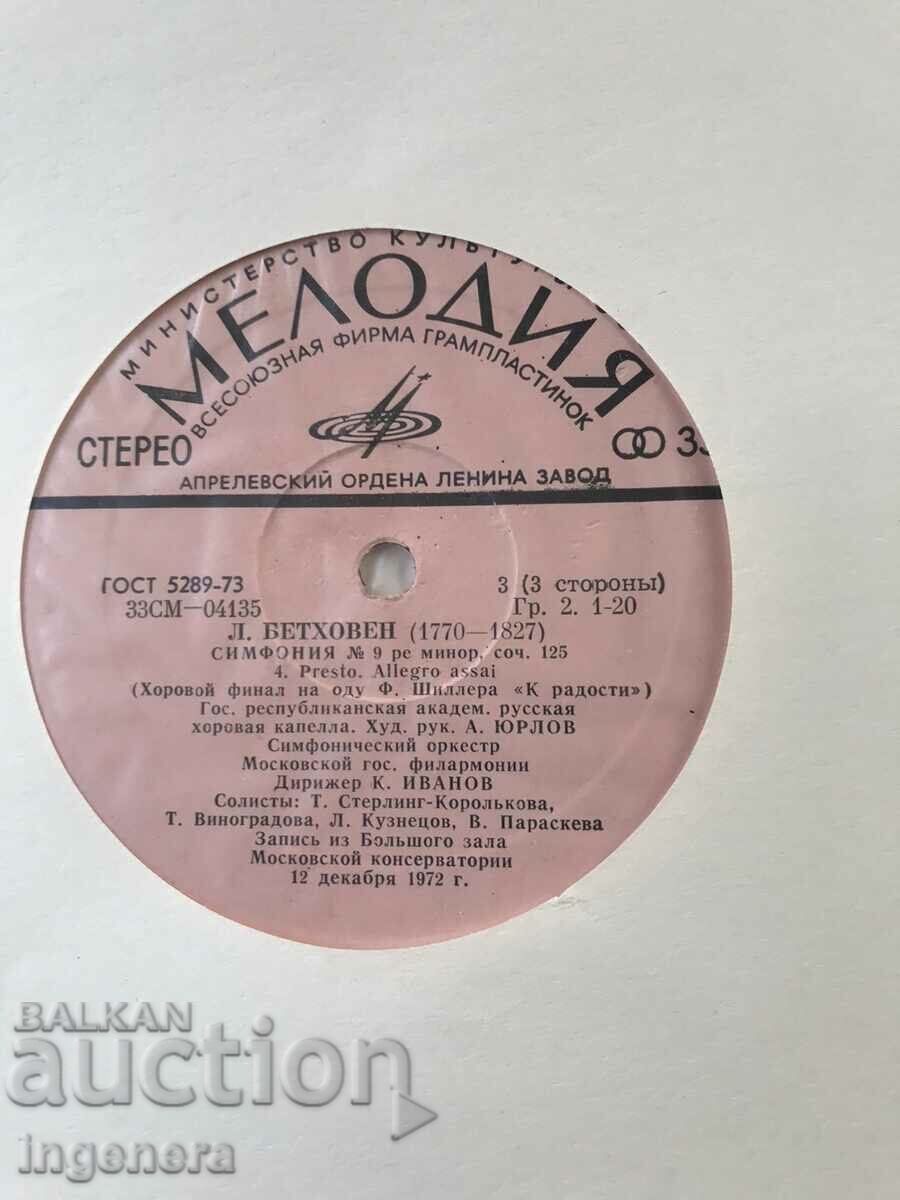 МИНИСТЕРСТВО КУЛЬТУРЫ
МЕЛОДИЯ
ВСЕСОЮЗНАЯ ФИРМА ГРАМПЛАСТИНОК
СТЕРЕО
33
АПРЕЛЕВСКИЙ ОРДЕНА ЛЕНИНА ЗАВОД
ГОСТ 5289-73 3 (3 стороны)
33СМ—04135 Гр. 2. 1-20
Л. БЕТХОВЕН (1770—1827)
СИМФОНИЯ № 9 ре минор, соч. 125
4. Presto. Allegro assai
(Хоровой финал на оду Ф. Шиллера «К радости»)
Гос. республиканская академ. русская
хоровая капелла. Худ. рук. А. ЮРЛОВ
Симфонический оркестр
Московской гос. филармонии
Дирижер К. ИВАНОВ
Солисты: Т. Стерлинг-Королькова,
Т. Виноградова, Л. Кузнецов, В. Параскева
Запись из Большого зала
Московской консерватории
12 декабря 1972 г.
BALKAN
auction
ingenera